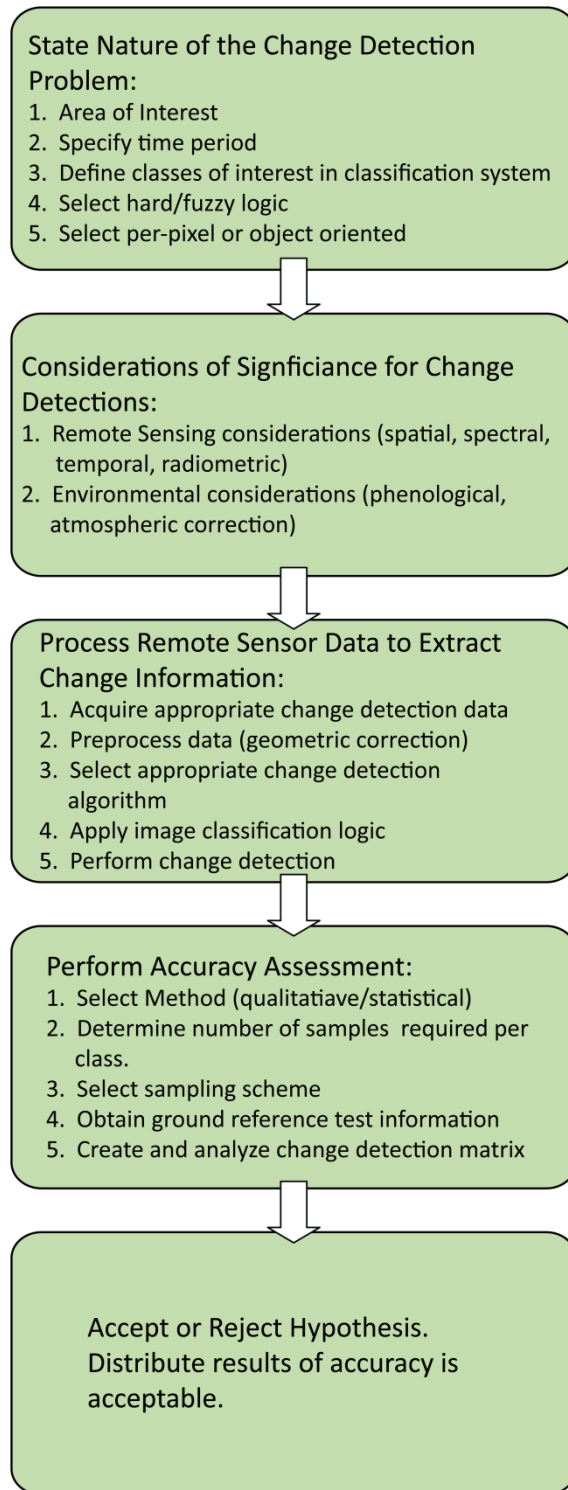 State Nature of the Change Detection
Problem:
1. Area of Interest
2. Specify time period
3. Define classes of interest in classification system
4. Select hard/fuzzy logic
5. Select per-pixel or object oriented
Considerations of Signficiance for Change
Detections:
1. Remote Sensing considerations (spatial, spectral,
temporal, radiometric)
2. Environmental considerations (phenological,
atmospheric correction)
Process Remote Sensor Data to Extract
Change Information:
1. Acquire appropriate change detection data
2. Preprocess data (geometric correction)
3. Select appropriate change detection
algorithm
4. Apply image classification logic
5. Perform change detection
Perform Accuracy Assessment:
1. Select Method (qualitatiave/statistical)
2. Determine number of samples required per
class.
3. Select sampling scheme
4. Obtain ground reference test information
5. Create and analyze change detection matrix
Accept or Reject Hypothesis.
Distribute results of accuracy is
acceptable.